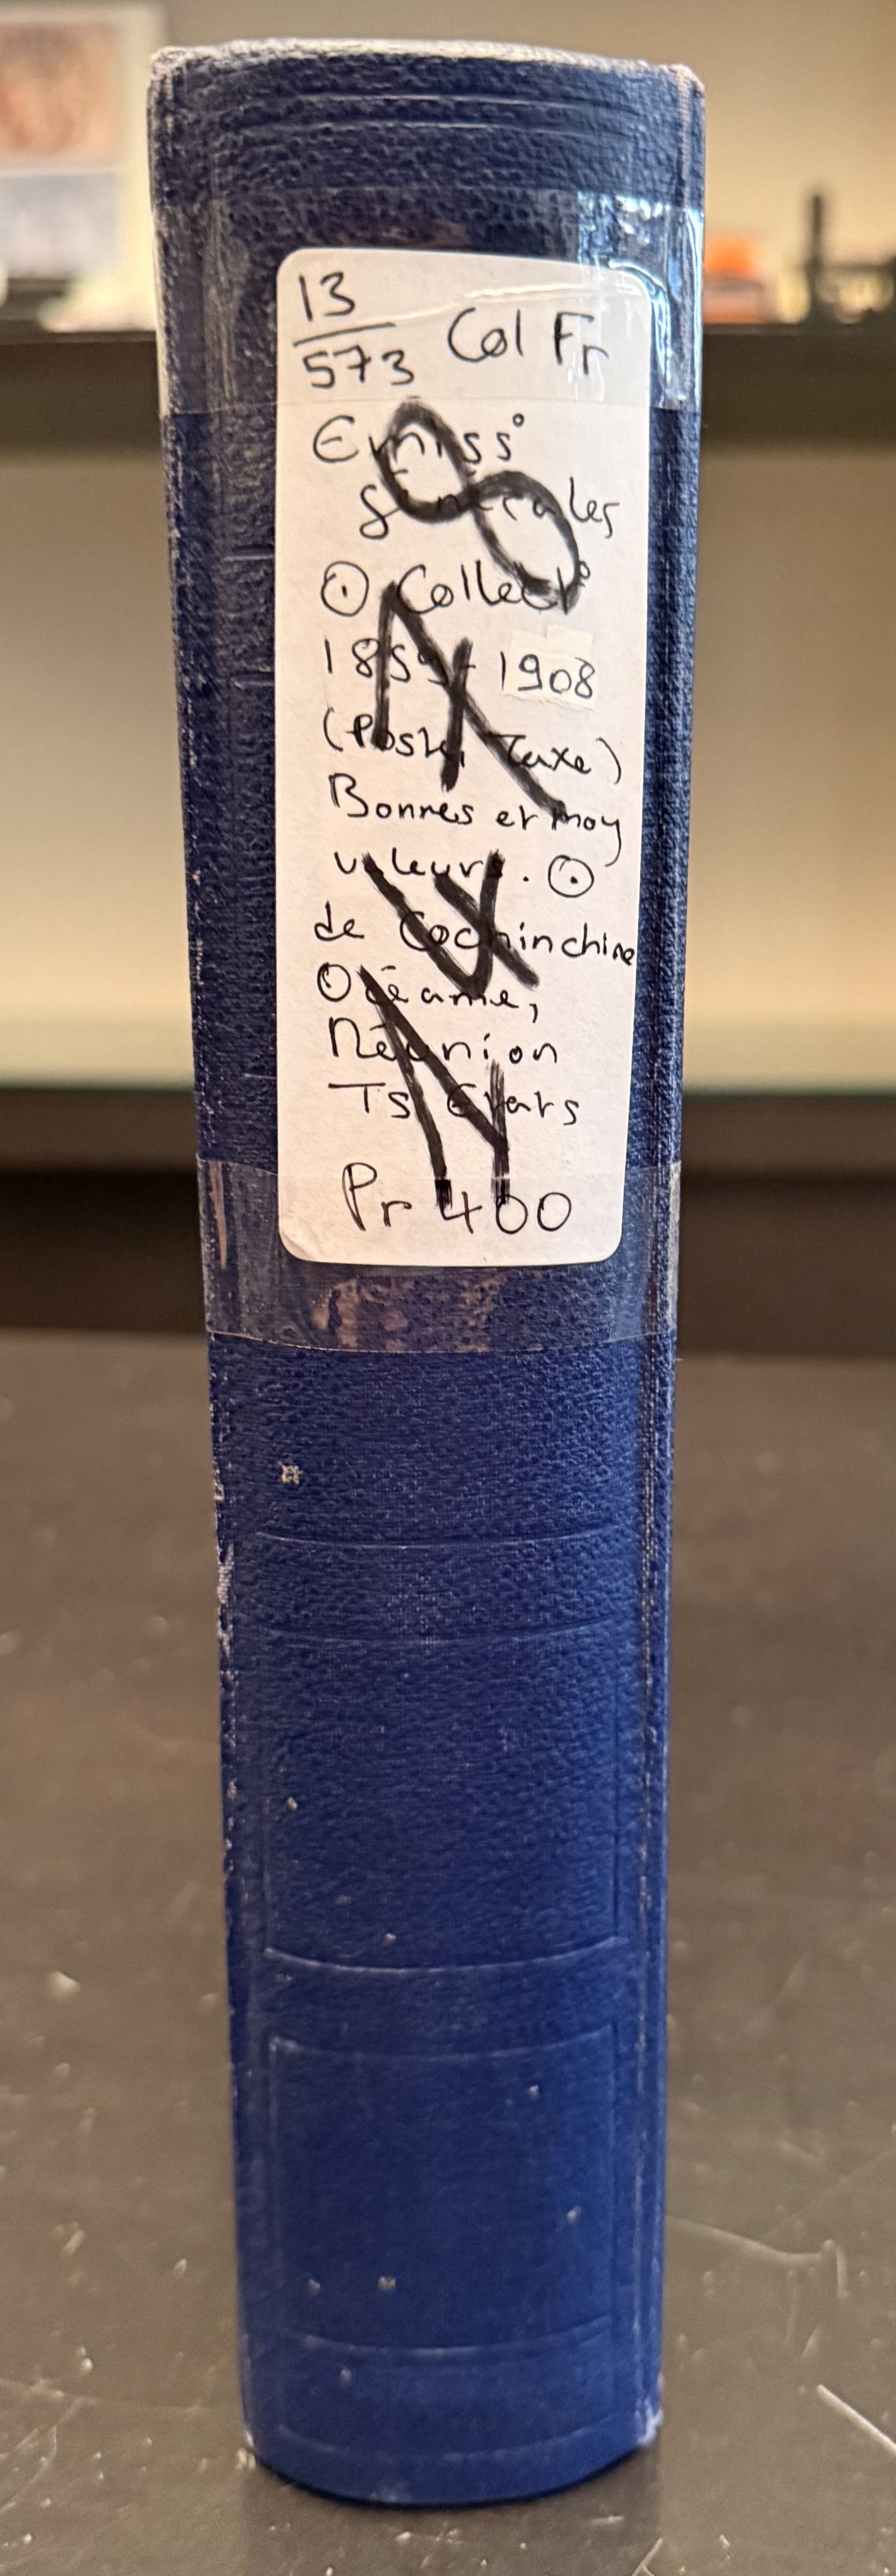 13/573 Col Fr
Emiss°
générales
⊙ Collect°
1859-1908
(Poste, Taxe)
Bonnes et moy
valeurs. ⊙
de Cochinchine
Océanie,
Réunion
Ts Etats
Pr 400